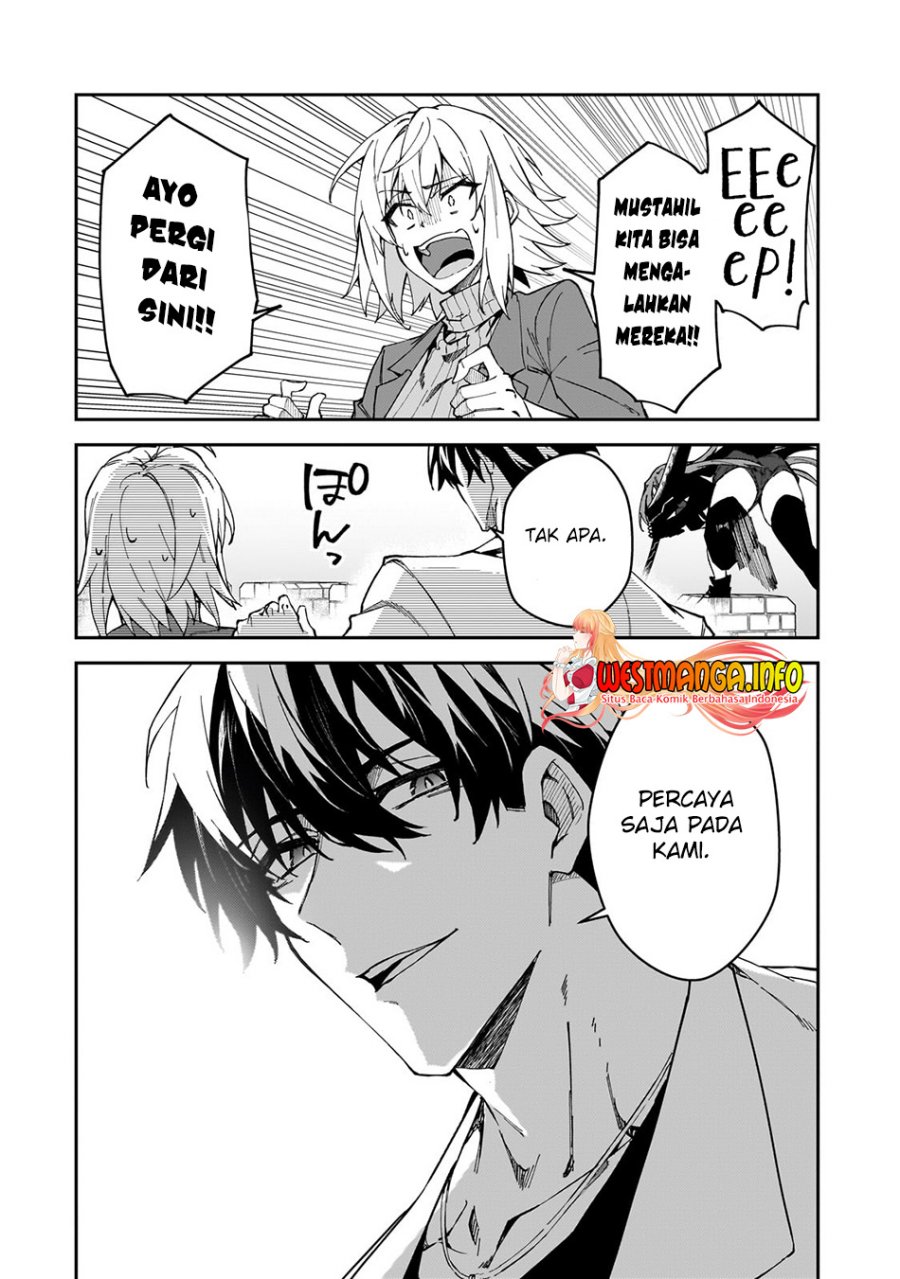 EEe
ee e
eP!
MUSTAHIL
KITA BISA
MENGA-
LAHKAN
MEREKA!!
AYO
PERGI
DARI
SINI!!
TAK APA.
ぽんっ
WESTMANGA.INFO
Situs Baca Komik Berbahasa Indonesia
PERCAYA
SAJA PADA
KAMI.